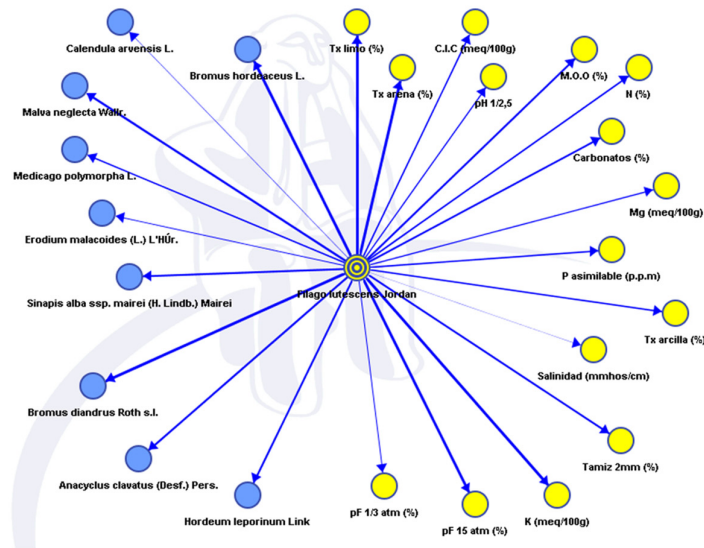 Calendula arvensis L.
Bromus hordeaceus L.
Tx limo (%)
C.I.C (meq/100g)
Tx arena (%)
pH 1/2,5
M.O.O (%)
N (%)
Malva neglecta Wallr.
Medicago polymorpha L.
Carbonatos (%)
Mg (meq/100g)
Erodium malacoides (L.) L'HÚr.
Sinapis alba ssp. mairei (H. Lindb.) Mairei
Filago lutescens Jordan
P asimilable (p.p.m)
Tx arcilla (%)
Salinidad (mmhos/cm)
Bromus diandrus Roth s.l.
Anacyclus clavatus (Desf.) Pers.
Hordeum leporinum Link
pF 1/3 atm (%)
pF 15 atm (%)
K (meq/100g)
Tamiz 2mm (%)